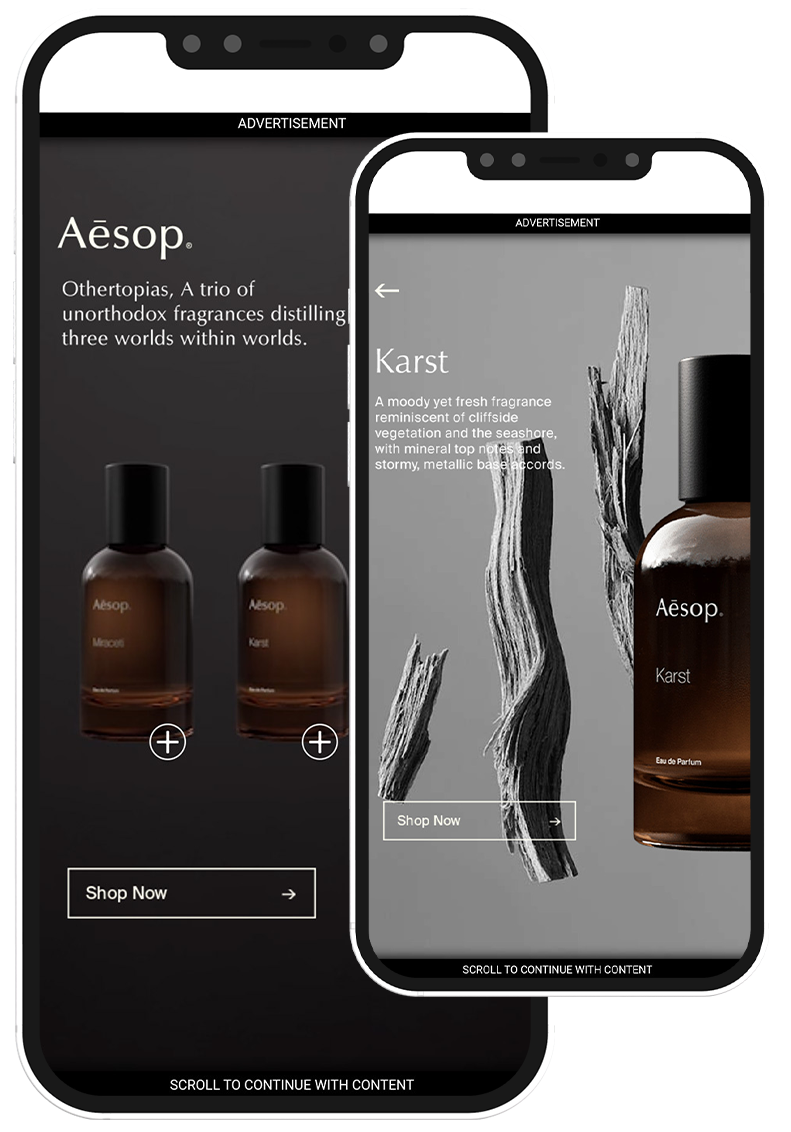 ADVERTISEMENT
Aēsop®
Othertopias, A trio of
unorthodox fragrances distilling
three worlds within worlds.
Aēsop.
Miraceti
Eau de Parfum
Aēsop.
Karst
Eau de Parfum
Shop Now →
SCROLL TO CONTINUE WITH CONTENT
ADVERTISEMENT
←
Karst
A moody yet fresh fragrance
reminiscent of cliffside
vegetation and the seashore,
with mineral top notes and
stormy, metallic base accords.
Aēsop®
Karst
Eau de Parfum
Shop Now →
SCROLL TO CONTINUE WITH CONTENT